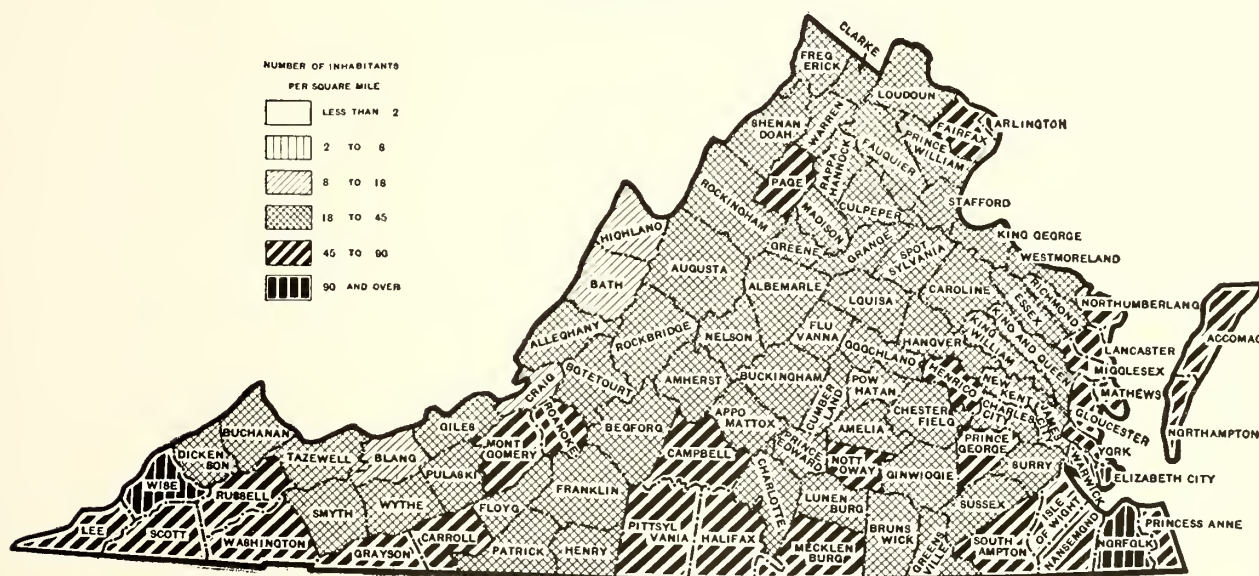 NUMBER OF INHABITANTS
PER SQUARE MILE
LESS THAN 2
2 TO 6
8 TO 18
18 TO 45
45 TO 90
90 AND OVER
CLARKE
FREDERICK
LOUDOUN
ARLINGTON
FAIRFAX
SHENANDOAH
WARREN
PRINCE WILLIAM
FAUQUIER
RAPPAHANNOCK
PAGE
ROCKINGHAM
MADISON
CULPEPER
STAFFORD
KING GEORGE
WESTMORELAND
HIGHLAND
GREENE
ORANGE
SPOTSYLVANIA
AUGUSTA
BATH
ALBEMARLE
LOUISA
CAROLINE
ESSEX
RICHMOND
NORTHUMBERLAND
ACCOMAC
ALLEGHANY
ROCKBRIDGE
NELSON
FLUVANNA
GOOCHLAND
HANOVER
KING WILLIAM
KING AND QUEEN
LANCASTER
MIDDLESEX
MATHEWS
GLOUCESTER
NORTHAMPTON
CRAIG
BOTETOURT
AMHERST
BUCKINGHAM
CUMBERLAND
POWHATAN
HENRICO
NEW KENT
CHARLES CITY
JAMES CITY
YORK
WARWICK
ELIZABETH CITY
BUCHANAN
DICKENSON
TAZEWELL
BLAND
GILES
MONTGOMERY
ROANOKE
BEDFORD
CAMPBELL
APPOMATTOX
PRINCE EDWARD
AMELIA
CHESTERFIELD
PRINCE GEORGE
SURRY
WISE
RUSSELL
PULASKI
NOTTOWAY
DINWIDDIE
LEE
SCOTT
WASHINGTON
SMYTH
WYTHE
GRAYSON
CARROLL
FLOYD
FRANKLIN
PATRICK
HENRY
PITTSYLVANIA
HALIFAX
CHARLOTTE
LUNENBURG
MECKLENBURG
BRUNSWICK
GREENSVILLE
SUSSEX
SOUTHAMPTON
ISLE OF WIGHT
NANSEMOND
NORFOLK
PRINCESS ANNE